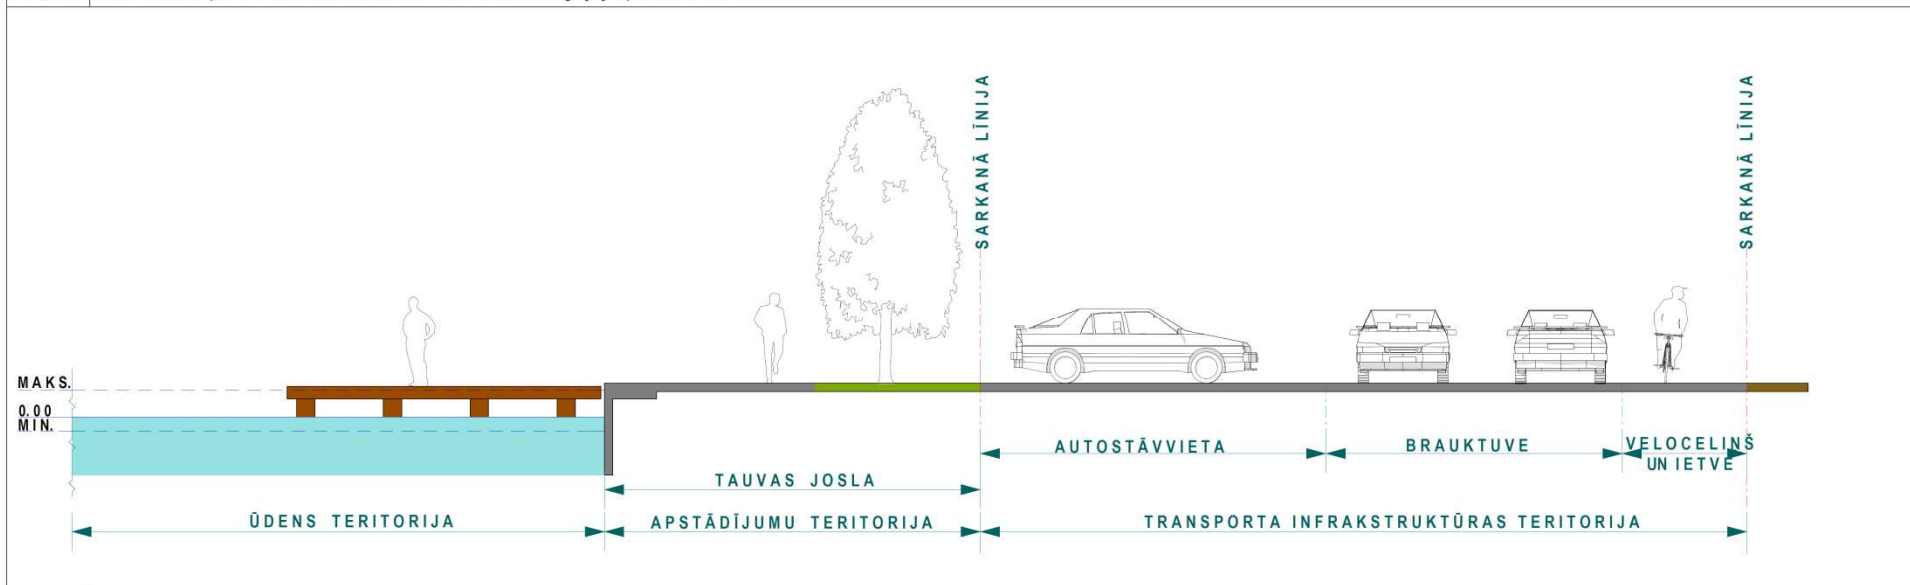 SARKANĀ LĪNIJA
SARKANĀ LĪNIJA
MAKS.
0.00
MIN.
AUTOSTĀVVIETA
BRAUKTUVE
VELOCELIŅŠ
UN IETVE
TAUVAS JOSLA
ŪDENS TERITORIJA
APSTĀDĪJUMU TERITORIJA
TRANSPORTA INFRAKSTRUKTŪRAS TERITORIJA